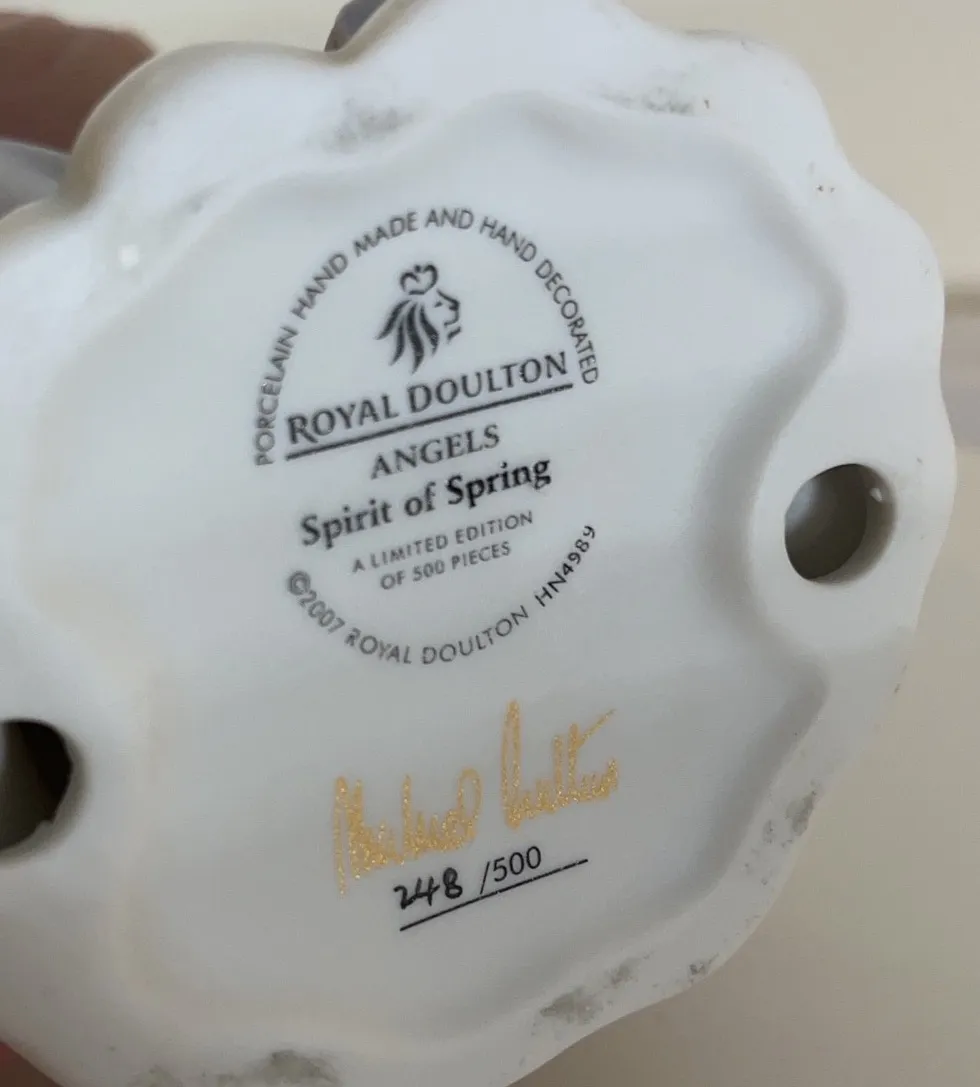 PORCELAIN HAND MADE AND HAND DECORATED
ROYAL DOULTON
ANGELS
Spirit of Spring
A LIMITED EDITION
OF 500 PIECES
©2007 ROYAL DOULTON HN4989
248 /500